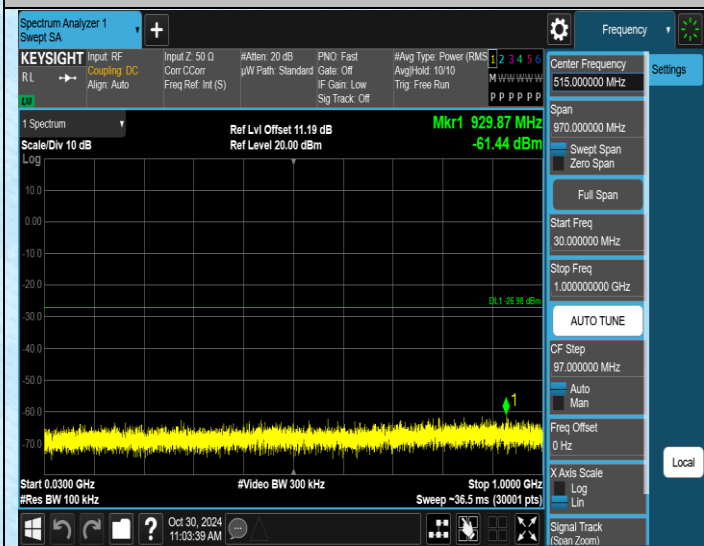 Spectrum Analyzer 1
Swept SA
Frequency
KEYSIGHT
RL
LXI
Input: RF
Coupling: DC
Align: Auto
Input Z: 50 Ω
Corr CCorr
Freq Ref: Int (S)
#Atten: 20 dB
µW Path: Standard
PNO: Fast
Gate: Off
IF Gain: Low
Sig Track: Off
#Avg Type: Power (RMS
Avg|Hold: 10/10
Trig: Free Run
1 2 3 4 5 6
M W W W W W
P P P P P P
1 Spectrum
Scale/Div 10 dB
Log
Ref Lvl Offset 11.19 dB
Ref Level 20.00 dBm
Mkr1 929.87 MHz
-61.44 dBm
10.0
0.00
-10.0
-20.0
DL1 -26.98 dBm
-30.0
-40.0
-50.0
-60.0
1
-70.0
Start 0.0300 GHz
#Res BW 100 kHz
#Video BW 300 kHz
Stop 1.0000 GHz
Sweep ~36.5 ms (30001 pts)
Center Frequency
515.000000 MHz
Settings
Span
970.000000 MHz
Swept Span
Zero Span
Full Span
Start Freq
30.000000 MHz
Stop Freq
1.000000000 GHz
AUTO TUNE
CF Step
97.000000 MHz
Auto
Man
Freq Offset
0 Hz
Local
X Axis Scale
Log
Lin
Signal Track
(Span Zoom)
?
Oct 30, 2024
11:03:39 AM